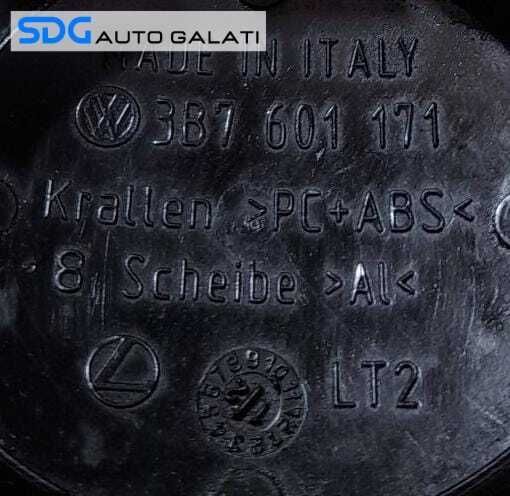 SDG AUTO GALATI
MADE IN ITALY
3B7 601 171
Krallen >PC+ABS<
8 Scheibe >Al<
LT2